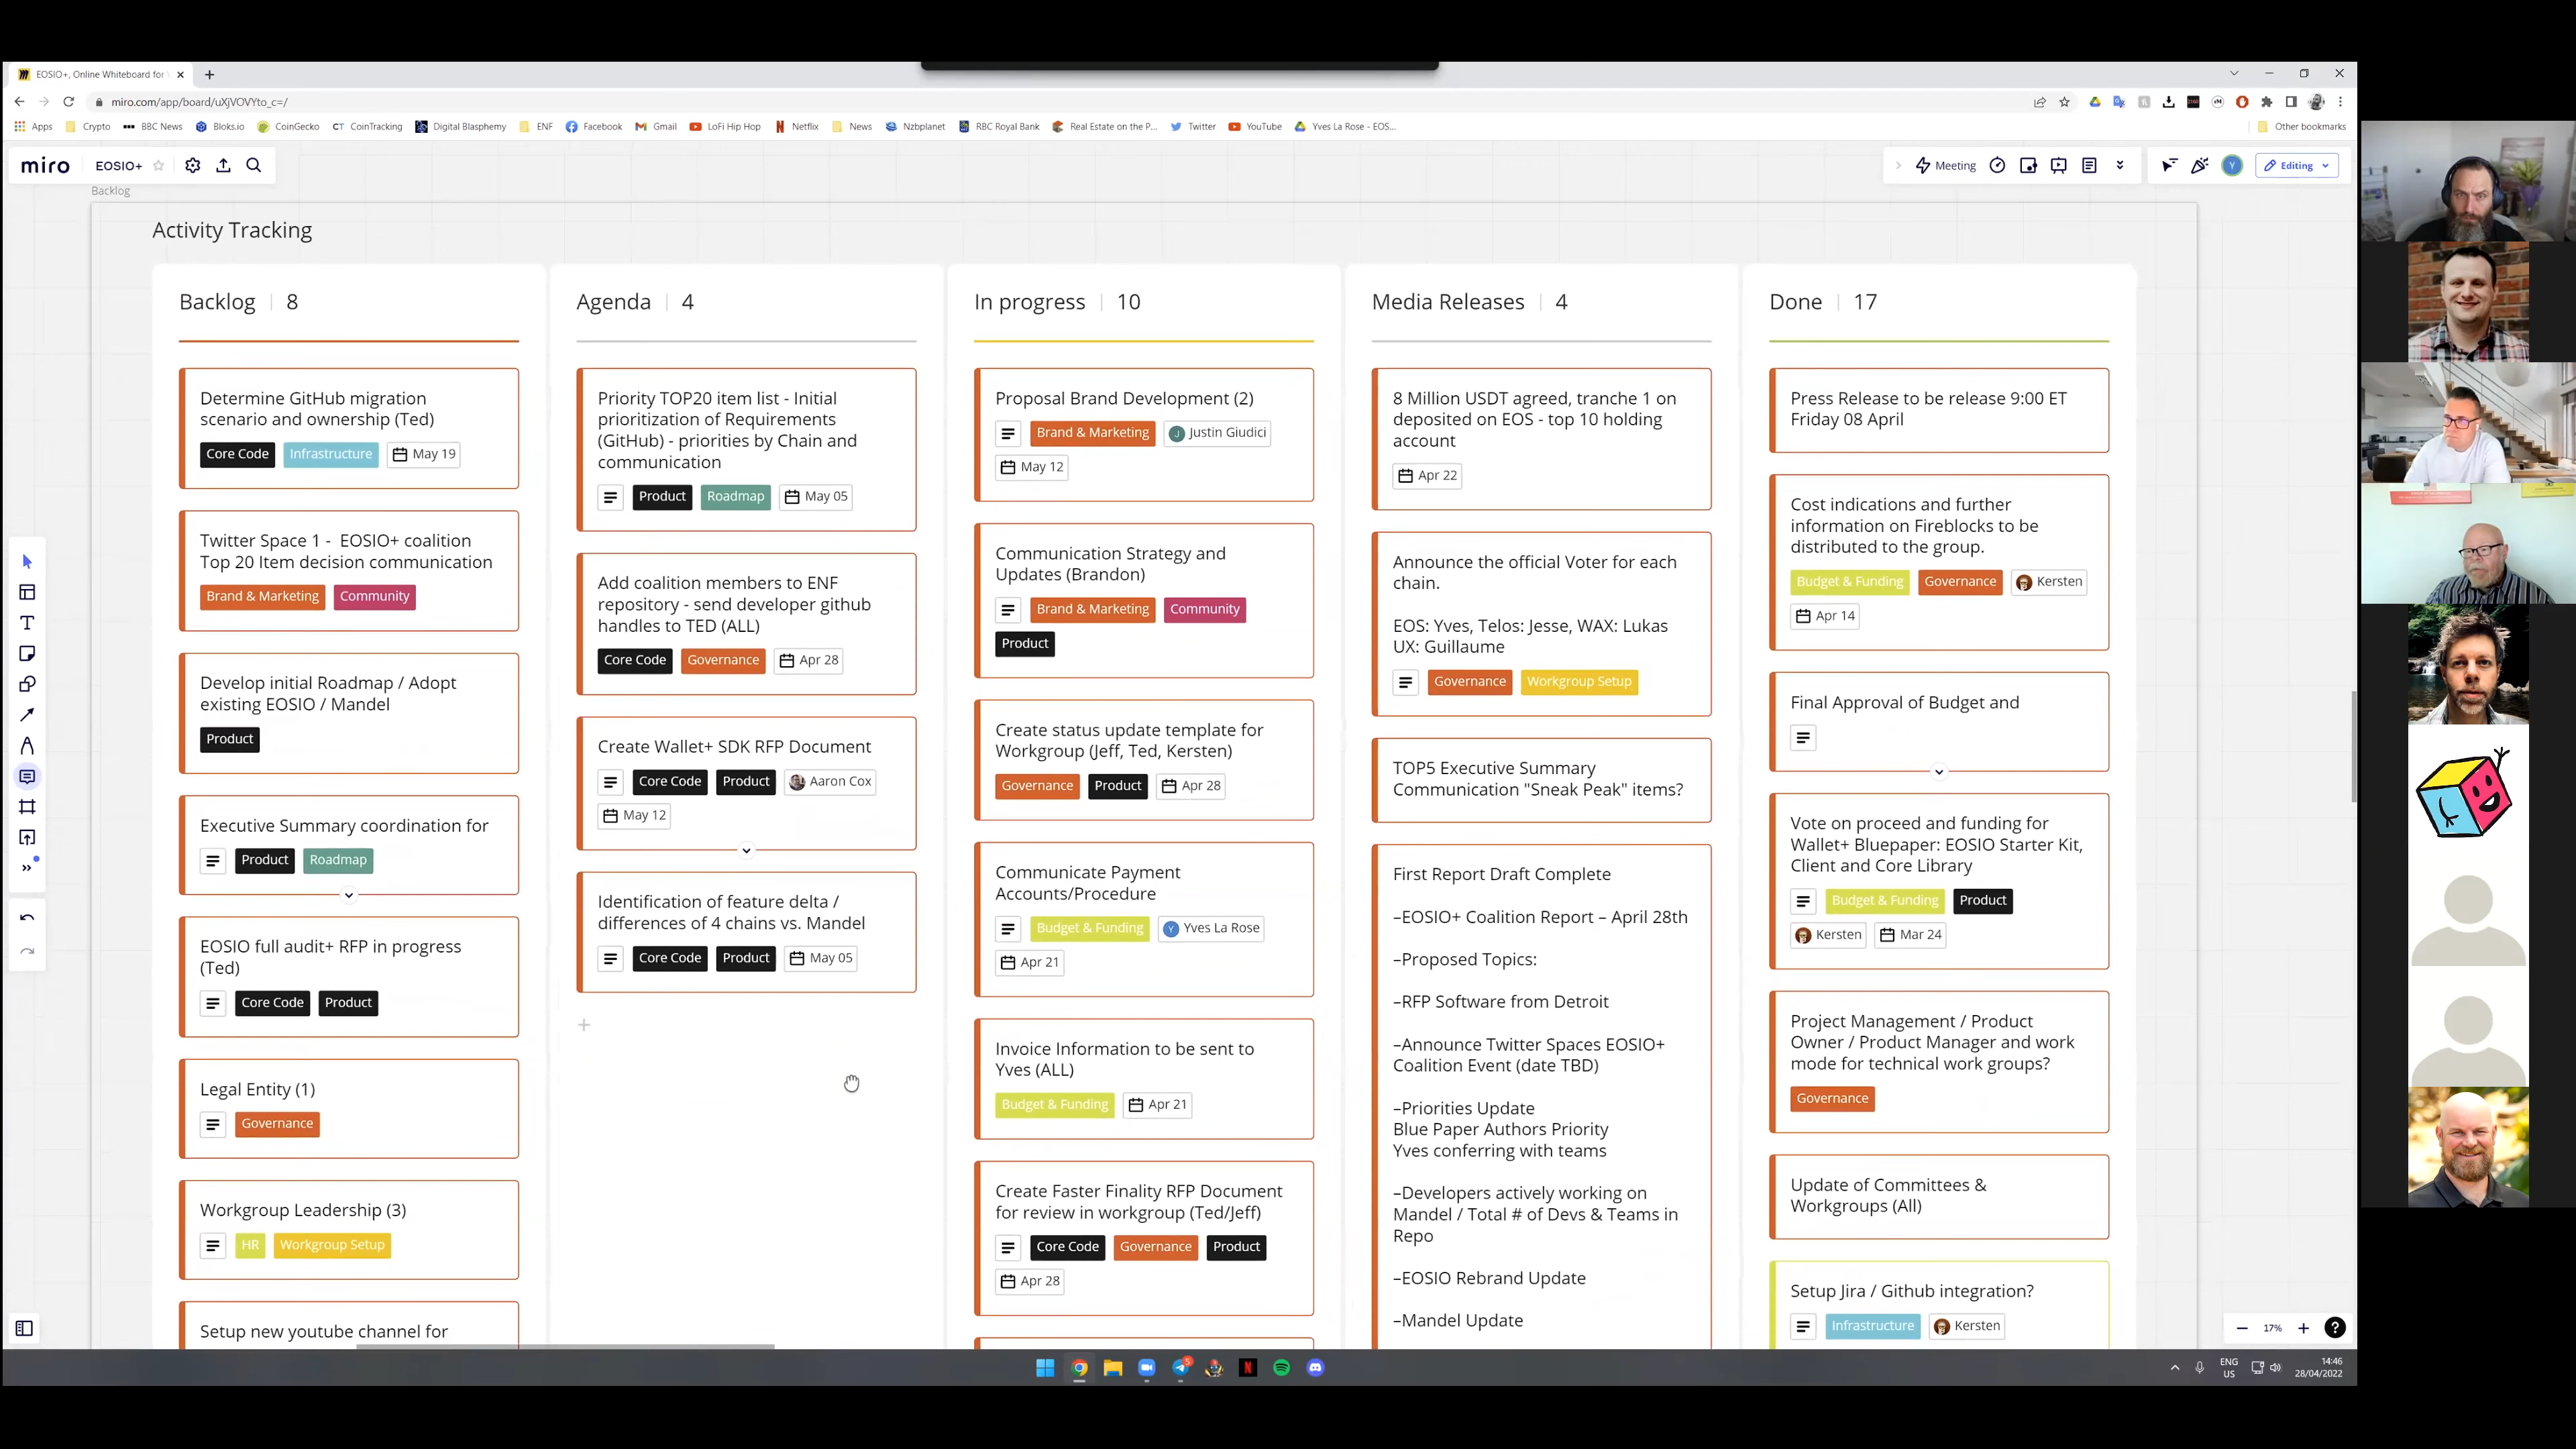 EOSIO+, Online Whiteboard for
miro.com/app/board/uXjVOVYto_c=/
Apps
Crypto
BBC News
Bloks.io
CoinGecko
CT CoinTracking
Digital Blasphemy
ENF
Facebook
Gmail
LoFi Hip Hop
Netflix
News
Nzbplanet
RBC Royal Bank
Real Estate on the P...
Twitter
YouTube
Yves La Rose - EOS...
Other bookmarks
miro
EOSIO+
Meeting
Y
Editing
Backlog
Activity Tracking
Backlog 8
Determine GitHub migration
scenario and ownership (Ted)
Core Code Infrastructure May 19
Twitter Space 1 - EOSIO+ coalition
Top 20 Item decision communication
Brand & Marketing Community
Develop initial Roadmap / Adopt
existing EOSIO / Mandel
Product
Executive Summary coordination for
Product Roadmap
EOSIO full audit+ RFP in progress
(Ted)
Core Code Product
Legal Entity (1)
Governance
Workgroup Leadership (3)
HR Workgroup Setup
Setup new youtube channel for
Agenda 4
Priority TOP20 item list - Initial
prioritization of Requirements
(GitHub) - priorities by Chain and
communication
Product Roadmap May 05
Add coalition members to ENF
repository - send developer github
handles to TED (ALL)
Core Code Governance Apr 28
Create Wallet+ SDK RFP Document
Core Code Product Aaron Cox
May 12
Identification of feature delta /
differences of 4 chains vs. Mandel
Core Code Product May 05
In progress 10
Proposal Brand Development (2)
Brand & Marketing J Justin Giudici
May 12
Communication Strategy and
Updates (Brandon)
Brand & Marketing Community
Product
Create status update template for
Workgroup (Jeff, Ted, Kersten)
Governance Product Apr 28
Communicate Payment
Accounts/Procedure
Budget & Funding Y Yves La Rose
Apr 21
Invoice Information to be sent to
Yves (ALL)
Budget & Funding Apr 21
Create Faster Finality RFP Document
for review in workgroup (Ted/Jeff)
Core Code Governance Product
Apr 28
Media Releases 4
8 Million USDT agreed, tranche 1 on
deposited on EOS - top 10 holding
account
Apr 22
Announce the official Voter for each
chain.
EOS: Yves, Telos: Jesse, WAX: Lukas
UX: Guillaume
Governance Workgroup Setup
TOP5 Executive Summary
Communication "Sneak Peak" items?
First Report Draft Complete
–EOSIO+ Coalition Report – April 28th
–Proposed Topics:
–RFP Software from Detroit
–Announce Twitter Spaces EOSIO+
Coalition Event (date TBD)
–Priorities Update
Blue Paper Authors Priority
Yves conferring with teams
–Developers actively working on
Mandel / Total # of Devs & Teams in
Repo
–EOSIO Rebrand Update
–Mandel Update
Done 17
Press Release to be release 9:00 ET
Friday 08 April
Cost indications and further
information on Fireblocks to be
distributed to the group.
Budget & Funding Governance Kersten
Apr 14
Final Approval of Budget and
Vote on proceed and funding for
Wallet+ Bluepaper: EOSIO Starter Kit,
Client and Core Library
Budget & Funding Product
Kersten Mar 24
Project Management / Product
Owner / Product Manager and work
mode for technical work groups?
Governance
Update of Committees &
Workgroups (All)
Setup Jira / Github integration?
Infrastructure Kersten
17%
ENG
US
14:46
28/04/2022